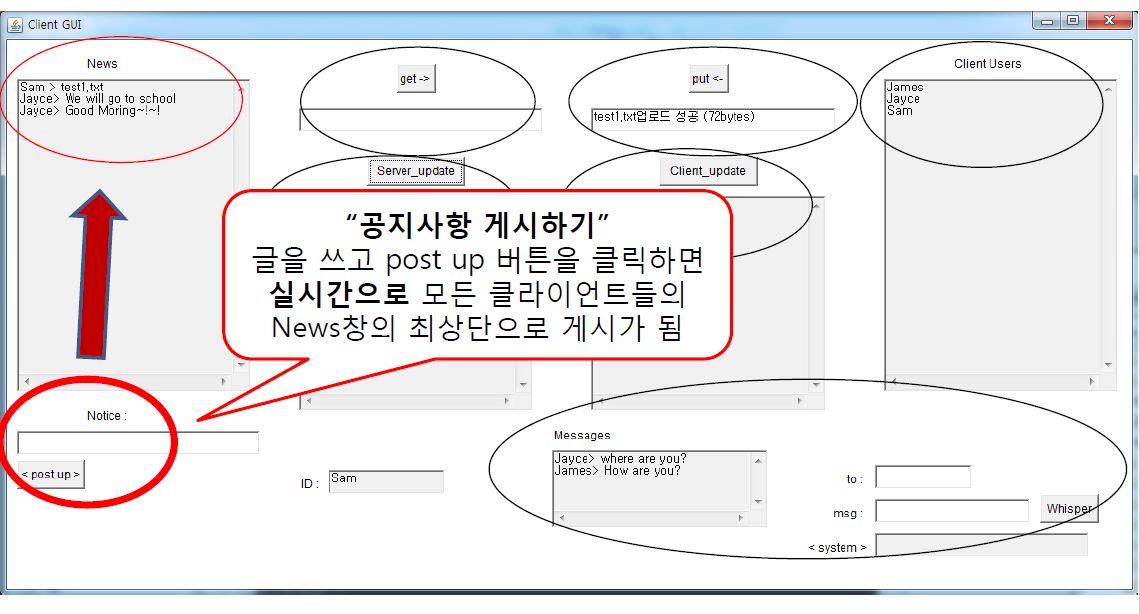 Client GUI
News
Sam > test1.txt
Jayce> We will go to school
Jayce> Good Moring~!~!
get ->
put <-
test1.txt업로드 성공 (72bytes)
Client Users
James
Jayce
Sam
Server_update
Client_update
“공지사항 게시하기”
글을 쓰고 post up 버튼을 클릭하면
실시간으로 모든 클라이언트들의
News창의 최상단으로 게시가 됨
Notice :
< post up >
ID :
Sam
Messages
Jayce> where are you?
James> How are you?
to :
msg :
Whisper
< system >